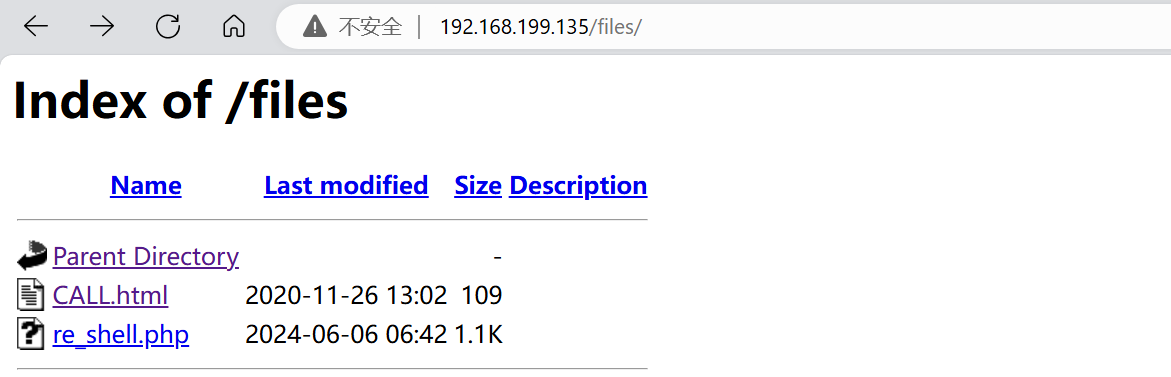 不安全 | 192.168.199.135/files/
Index of /files
Name Last modified Size Description
Parent Directory -
CALL.html 2020-11-26 13:02 109
re_shell.php 2024-06-06 06:42 1.1K